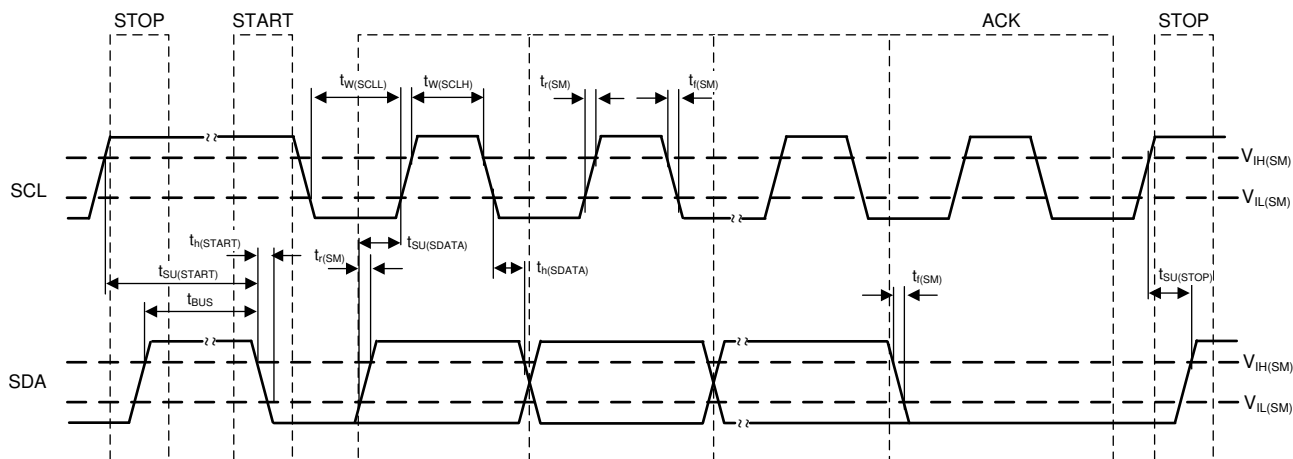 STOP START ACK STOP
tW(SCLL) tW(SCLH) tr(SM) tf(SM)
VIH(SM)
SCL
VIL(SM)
th(START) tr(SM) tSU(SDATA)
th(SDATA)
tSU(START) tf(SM) tSU(STOP)
tBUS
VIH(SM)
SDA
VIL(SM)